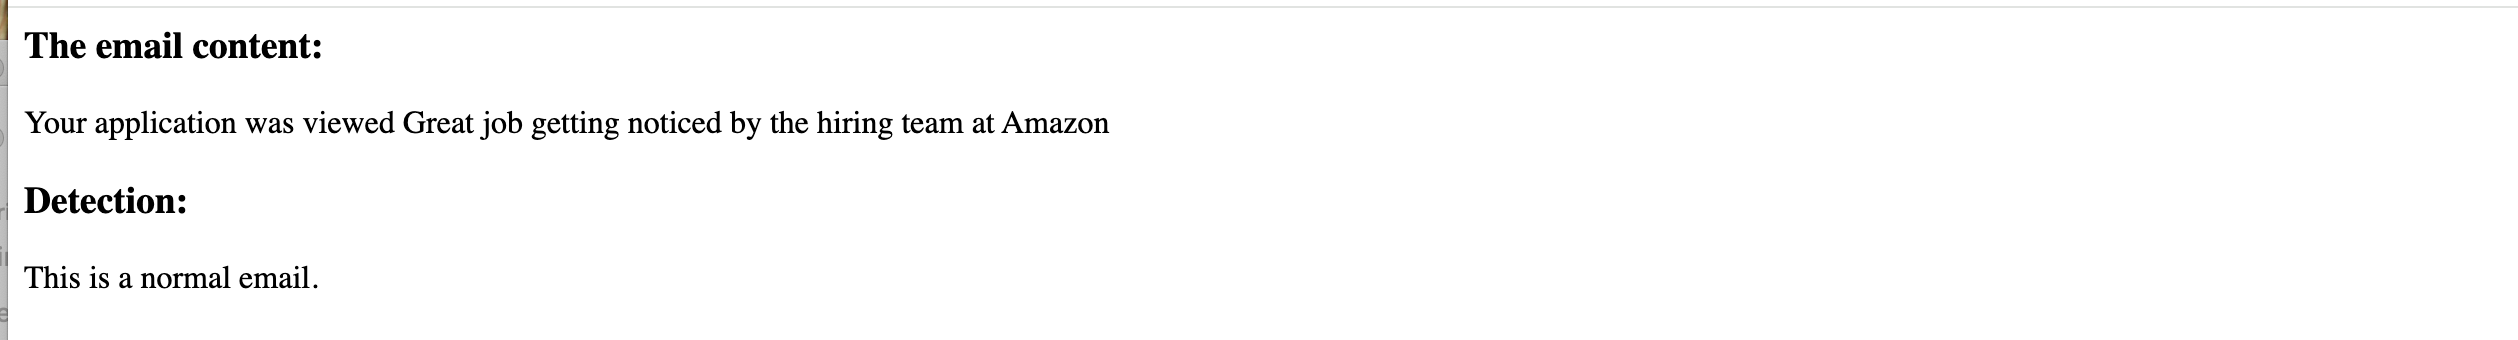 The email content:
Your application was viewed Great job getting noticed by the hiring team at Amazon
Detection:
This is a normal email.